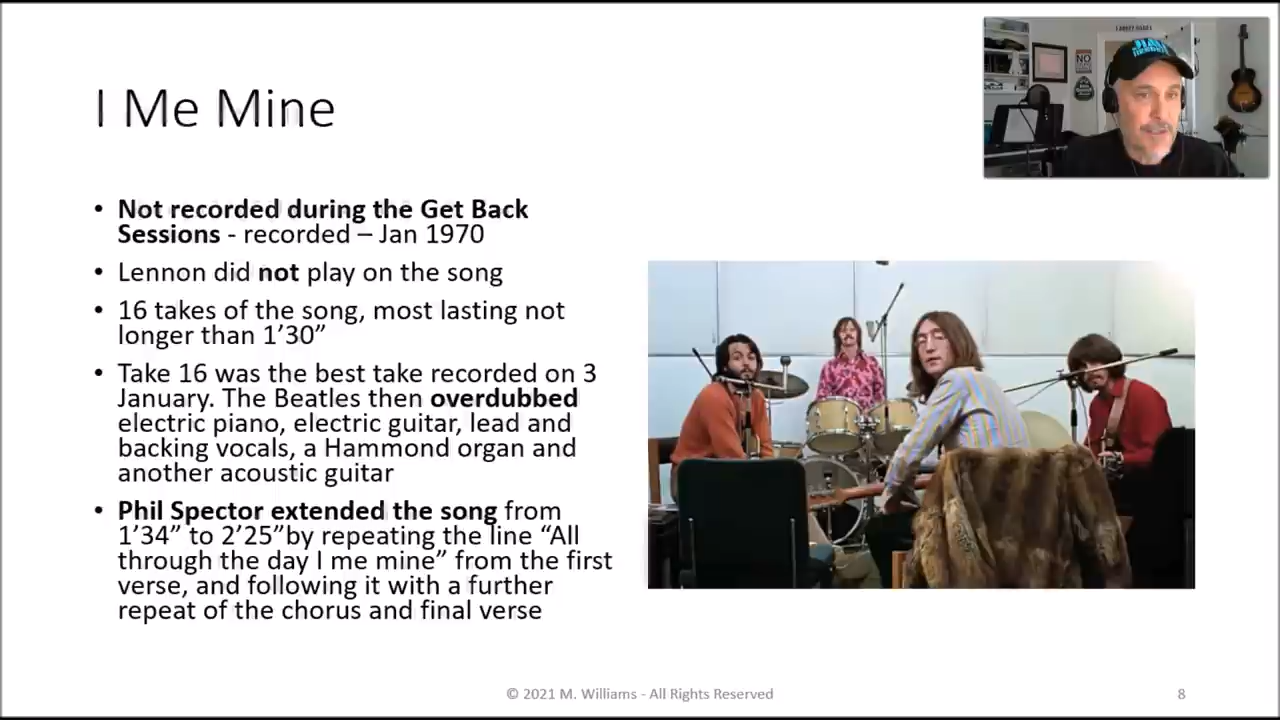 I Me Mine
• Not recorded during the Get Back
Sessions - recorded – Jan 1970
• Lennon did not play on the song
• 16 takes of the song, most lasting not
longer than 1’30”
• Take 16 was the best take recorded on 3
January. The Beatles then overdubbed
electric piano, electric guitar, lead and
backing vocals, a Hammond organ and
another acoustic guitar
• Phil Spector extended the song from
1’34” to 2’25”by repeating the line “All
through the day I me mine” from the first
verse, and following it with a further
repeat of the chorus and final verse
NO
© 2021 M. Williams - All Rights Reserved
8